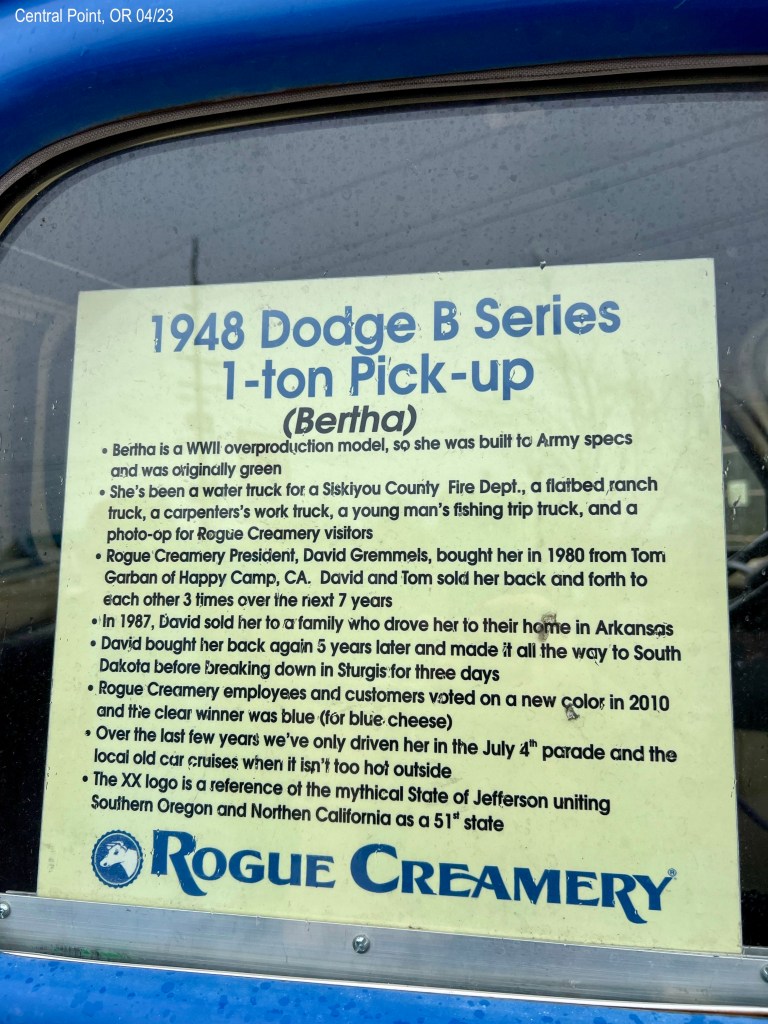 Central Point, OR 04/23
1948 Dodge B Series
1-ton Pick-up
(Bertha)
• Bertha is a WWII overproduction model, so she was built to Army specs
and was originally green
• She's been a water truck for a Siskiyou County Fire Dept., a flatbed ranch
truck, a carpenters's work truck, a young man's fishing trip truck, and a
photo-op for Rogue Creamery visitors
• Rogue Creamery President, David Gremmels, bought her in 1980 from Tom
Garban of Happy Camp, CA. David and Tom sold her back and forth to
each other 3 times over the next 7 years
• In 1987, David sold her to a family who drove her to their home in Arkansas
• David bought her back again 5 years later and made it all the way to South
Dakota before breaking down in Sturgis for three days
• Rogue Creamery employees and customers voted on a new color in 2010
and the clear winner was blue (for blue cheese)
• Over the last few years we've only driven her in the July 4th parade and the
local old car cruises when it isn't too hot outside
• The XX logo is a reference ot the mythical State of Jefferson uniting
Southern Oregon and Northen California as a 51st state
ROGUE CREAMERY®